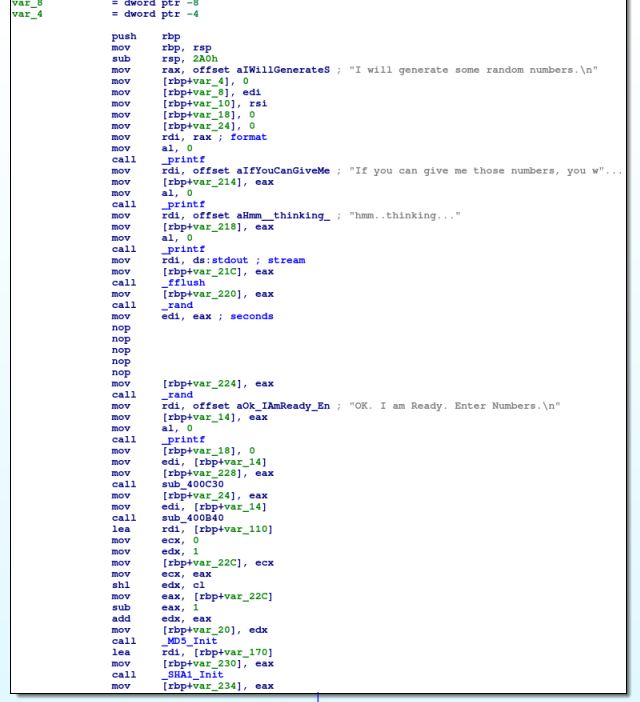 var_8 = dword ptr -8
var_4 = dword ptr -4
push rbp
mov rbp, rsp
sub rsp, 2A0h
mov rax, offset aIWillGenerateS ; "I will generate some random numbers.\n"
mov [rbp+var_4], 0
mov [rbp+var_8], edi
mov [rbp+var_10], rsi
mov [rbp+var_18], 0
mov [rbp+var_24], 0
mov rdi, rax ; format
mov al, 0
call _printf
mov rdi, offset aIfYouCanGiveMe ; "If you can give me those numbers, you w"...
mov [rbp+var_214], eax
mov al, 0
call _printf
mov rdi, offset aHmm__thinking_ ; "hmm..thinking..."
mov [rbp+var_218], eax
mov al, 0
call _printf
mov rdi, ds:stdout ; stream
mov [rbp+var_21C], eax
call _fflush
mov [rbp+var_220], eax
call _rand
mov edi, eax ; seconds
nop
nop
nop
nop
nop
mov [rbp+var_224], eax
call _rand
mov rdi, offset aOk_IAmReady_En ; "OK. I am Ready. Enter Numbers.\n"
mov [rbp+var_14], eax
mov al, 0
call _printf
mov [rbp+var_18], 0
mov edi, [rbp+var_14]
mov [rbp+var_228], eax
call sub_400C30
mov [rbp+var_24], eax
mov edi, [rbp+var_14]
call sub_400B40
lea rdi, [rbp+var_110]
mov ecx, 0
mov edx, 1
mov [rbp+var_22C], ecx
mov ecx, eax
shl edx, cl
mov eax, [rbp+var_22C]
sub eax, 1
add edx, eax
mov [rbp+var_20], edx
call _MD5_Init
lea rdi, [rbp+var_170]
mov [rbp+var_230], eax
call _SHA1_Init
mov [rbp+var_234], eax